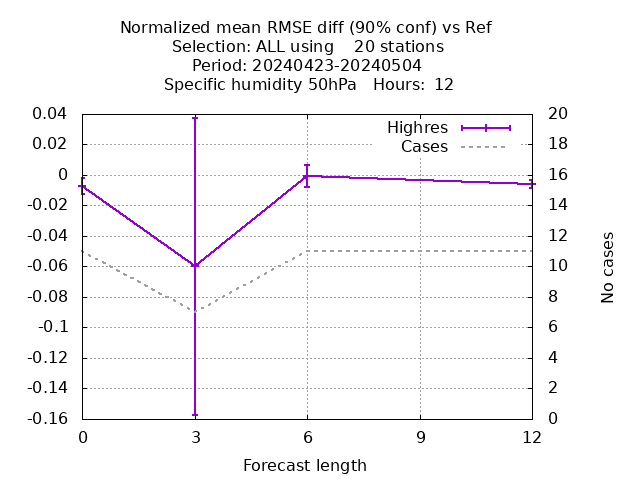 Normalized mean RMSE diff (90% conf) vs Ref
Selection: ALL using    20 stations
Period: 20240423-20240504
Specific humidity 50hPa   Hours:  12
Highres
Cases
0.04
0.02
0
-0.02
-0.04
-0.06
-0.08
-0.1
-0.12
-0.14
-0.16
20
18
16
14
12
10
8
6
4
2
0
No cases
0 3 6 9 12
Forecast length